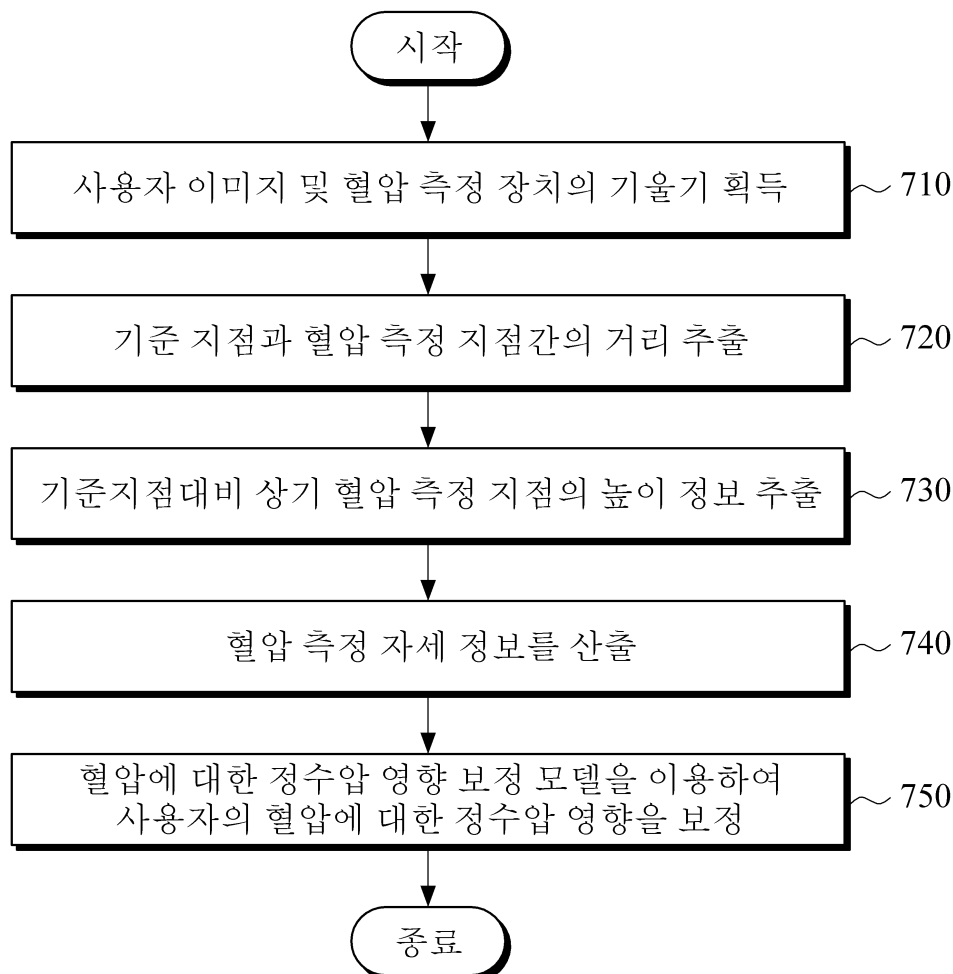 시작
사용자 이미지 및 혈압 측정 장치의 기울기 획득
710
기준 지점과 혈압 측정 지점간의 거리 추출
720
기준지점대비 상기 혈압 측정 지점의 높이 정보 추출
730
혈압 측정 자세 정보를 산출
740
혈압에 대한 정수압 영향 보정 모델을 이용하여
사용자의 혈압에 대한 정수압 영향을 보정
750
종료